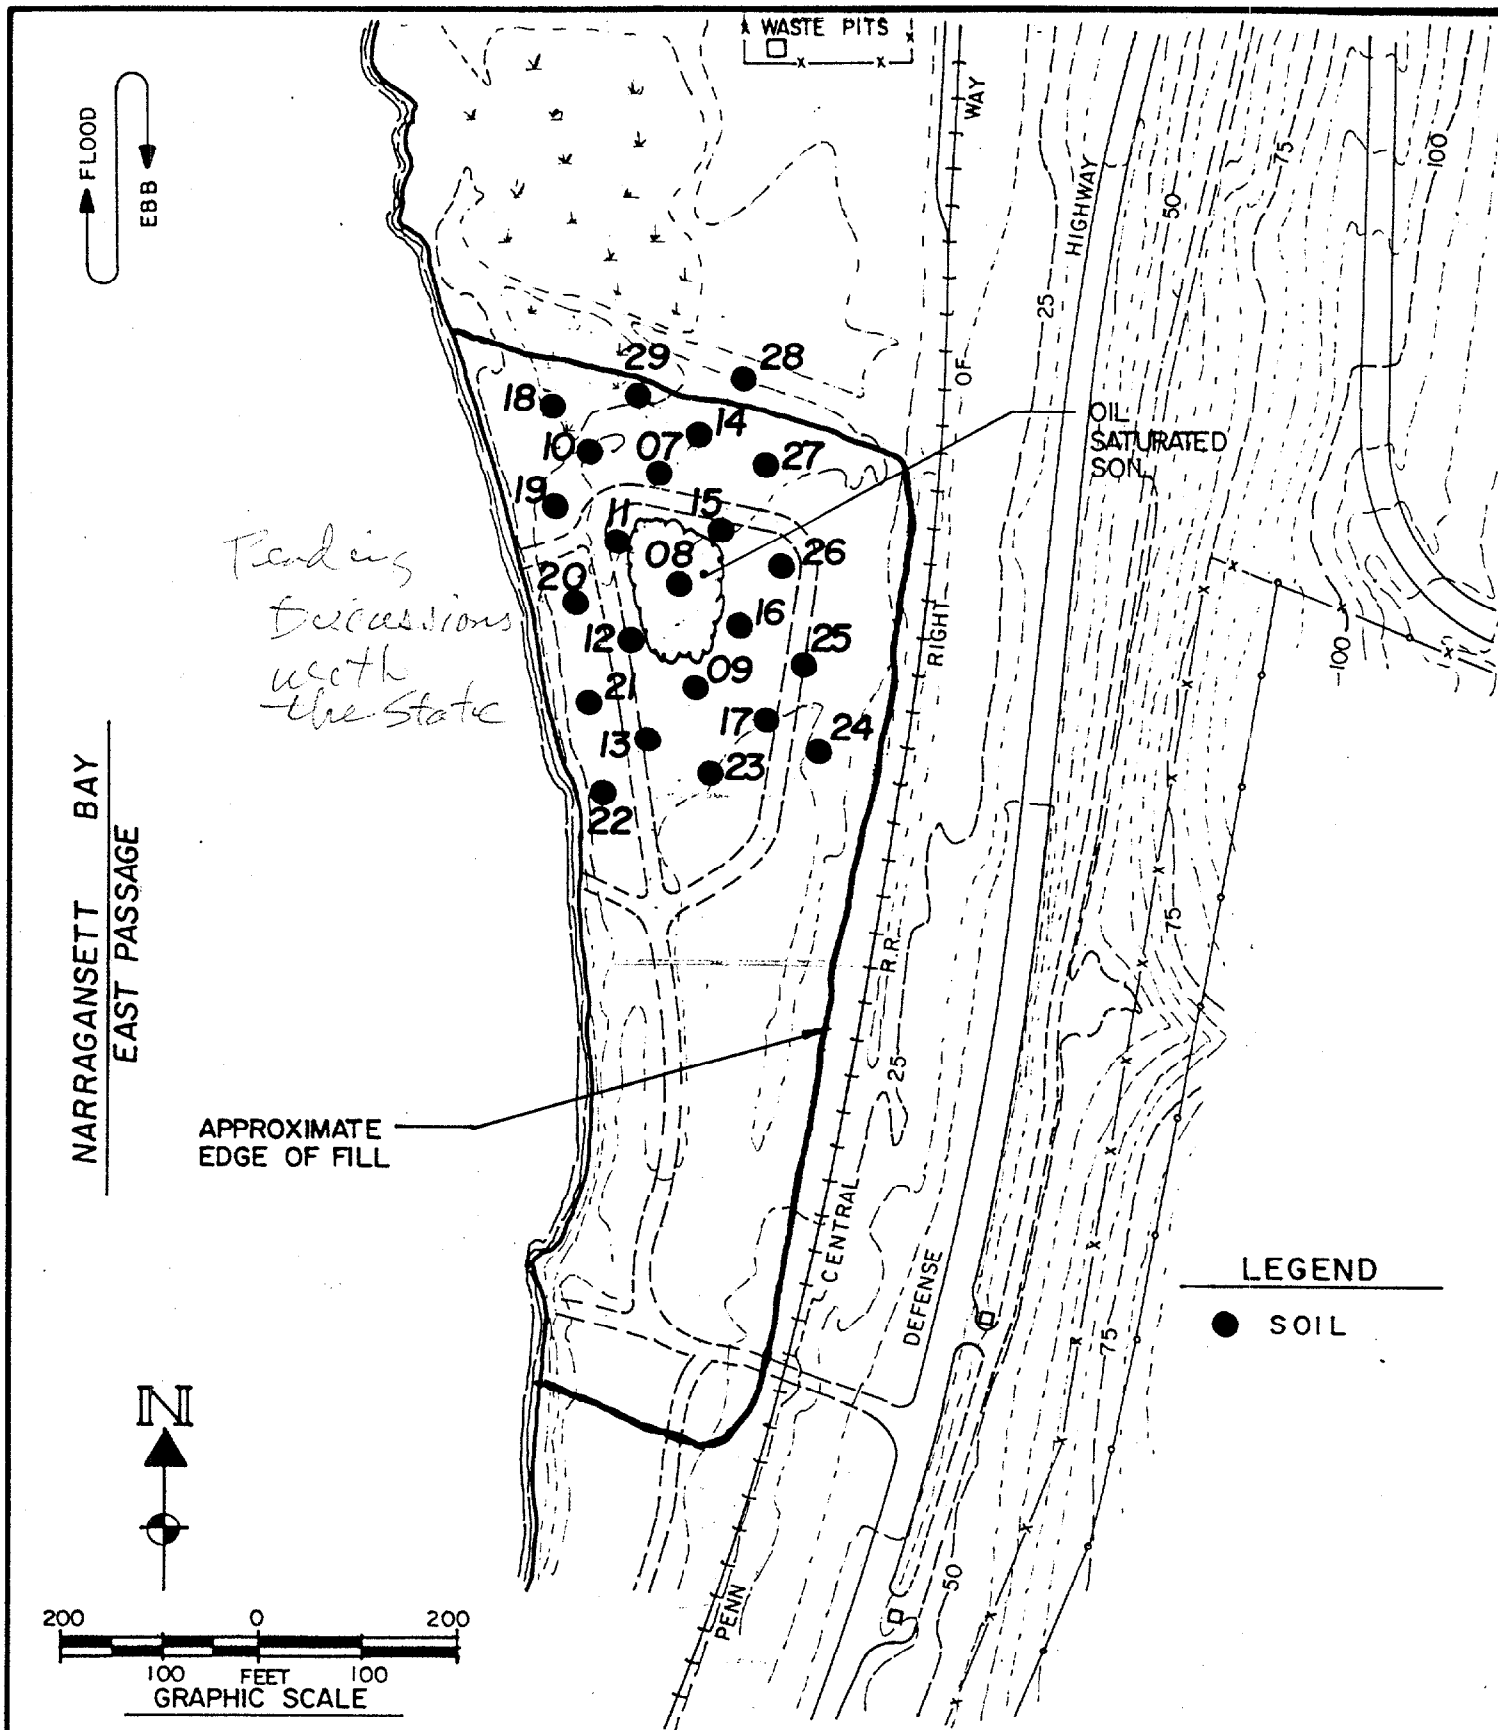 WASTE PITS
FLOOD
EBB
WAY
HIGHWAY
75
100
50
25
29
28
18
14
OF
OIL
SATURATED
SON
10
07
27
19
11
15
08
26
Pending
Discussions
with
the State
20
16
12
RIGHT
100
25
09
21
17
24
13
23
22
NARRAGANSETT BAY
EAST PASSAGE
75
R.R.
25
APPROXIMATE
EDGE OF FILL
CENTRAL
DEFENSE
LEGEND
SOIL
75
N
50
PENN
200 0 200
100 FEET 100
GRAPHIC SCALE